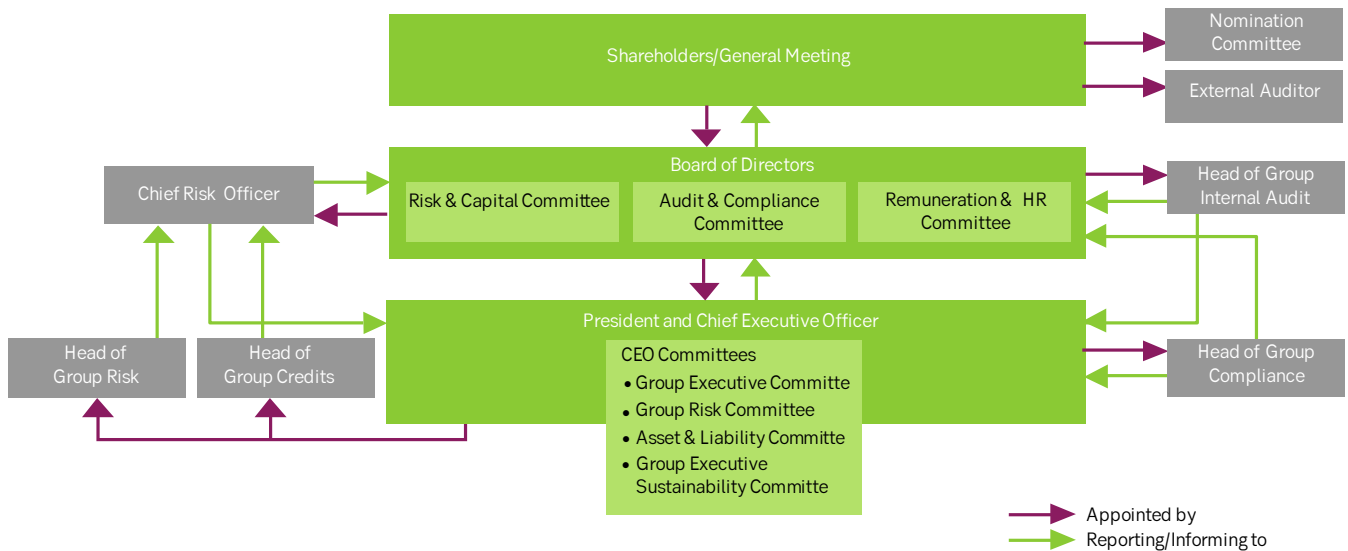 Shareholders/General Meeting
Nomination
Committee
External Auditor
Board of Directors
Risk & Capital Committee
Audit & Compliance
Committee
Remuneration & HR
Committee
Chief Risk Officer
Head of Group
Internal Audit
President and Chief Executive Officer
CEO Committees
• Group Executive Committe
• Group Risk Committee
• Asset & Liability Committe
• Group Executive
Sustainability Committe
Head of
Group Risk
Head of
Group Credits
Head of Group
Compliance
Appointed by
Reporting/Informing to